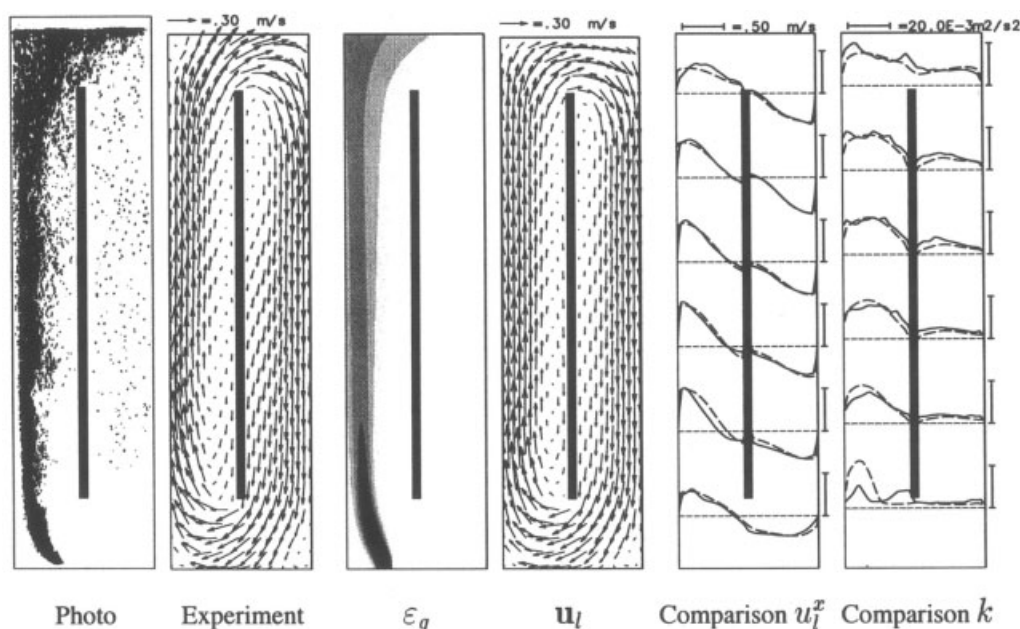 =.30 m/s
=.30 m/s
=.50 m/s
=20.0E-3m2/s2
Photo
Experiment
ε_g
u_l
Comparison u_l^x
Comparison k